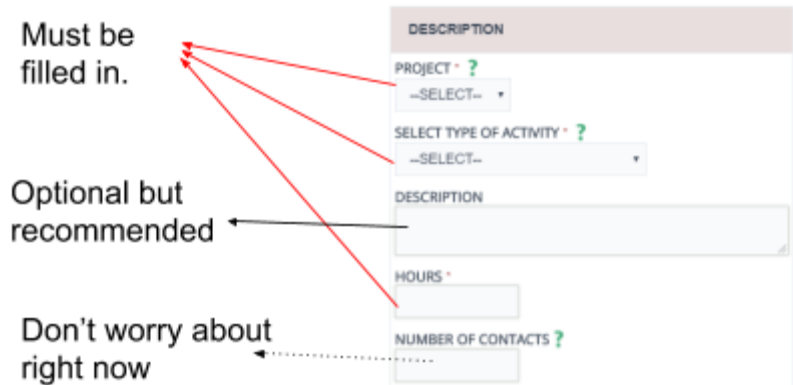 Must be
filled in.
Optional but
recommended
Don't worry about
right now
DESCRIPTION
PROJECT * ?
--SELECT--
SELECT TYPE OF ACTIVITY * ?
--SELECT--
DESCRIPTION
HOURS *
NUMBER OF CONTACTS ?